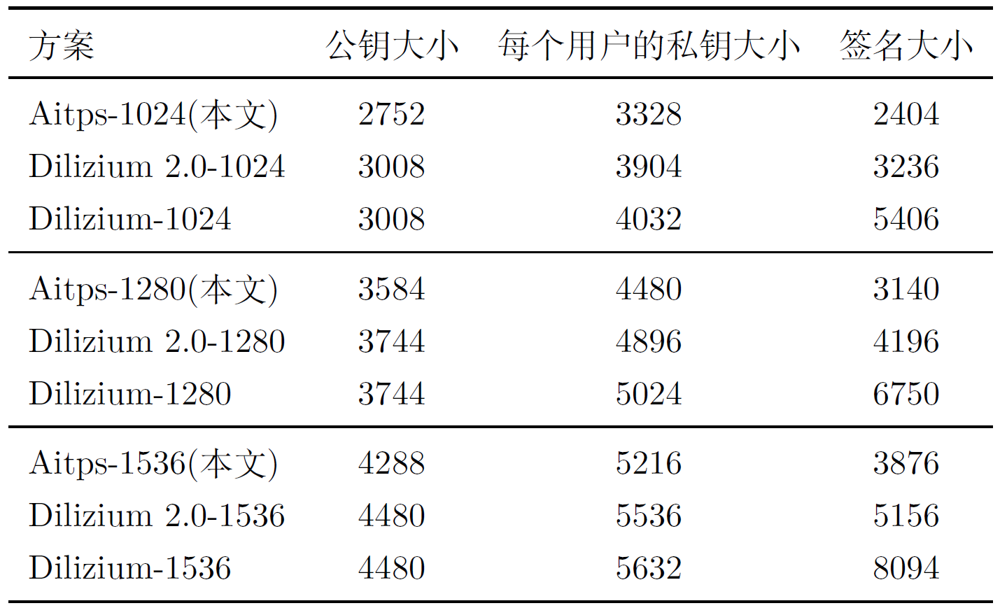 方案 公钥大小 每个用户的私钥大小 签名大小
Aitps-1024(本文) 2752 3328 2404
Dilizium 2.0-1024 3008 3904 3236
Dilizium-1024 3008 4032 5406
Aitps-1280(本文) 3584 4480 3140
Dilizium 2.0-1280 3744 4896 4196
Dilizium-1280 3744 5024 6750
Aitps-1536(本文) 4288 5216 3876
Dilizium 2.0-1536 4480 5536 5156
Dilizium-1536 4480 5632 8094